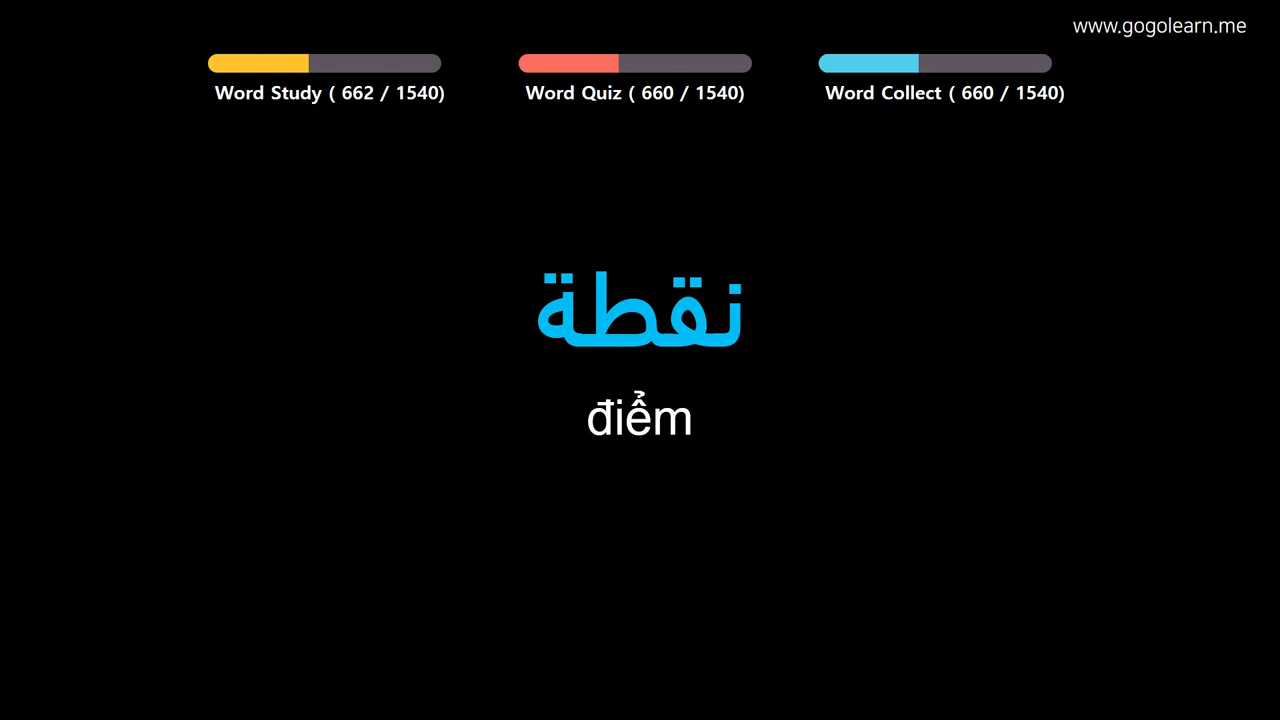 www.gogolearn.me
Word Study ( 662 / 1540)
Word Quiz ( 660 / 1540)
Word Collect ( 660 / 1540)
نقطة
điểm